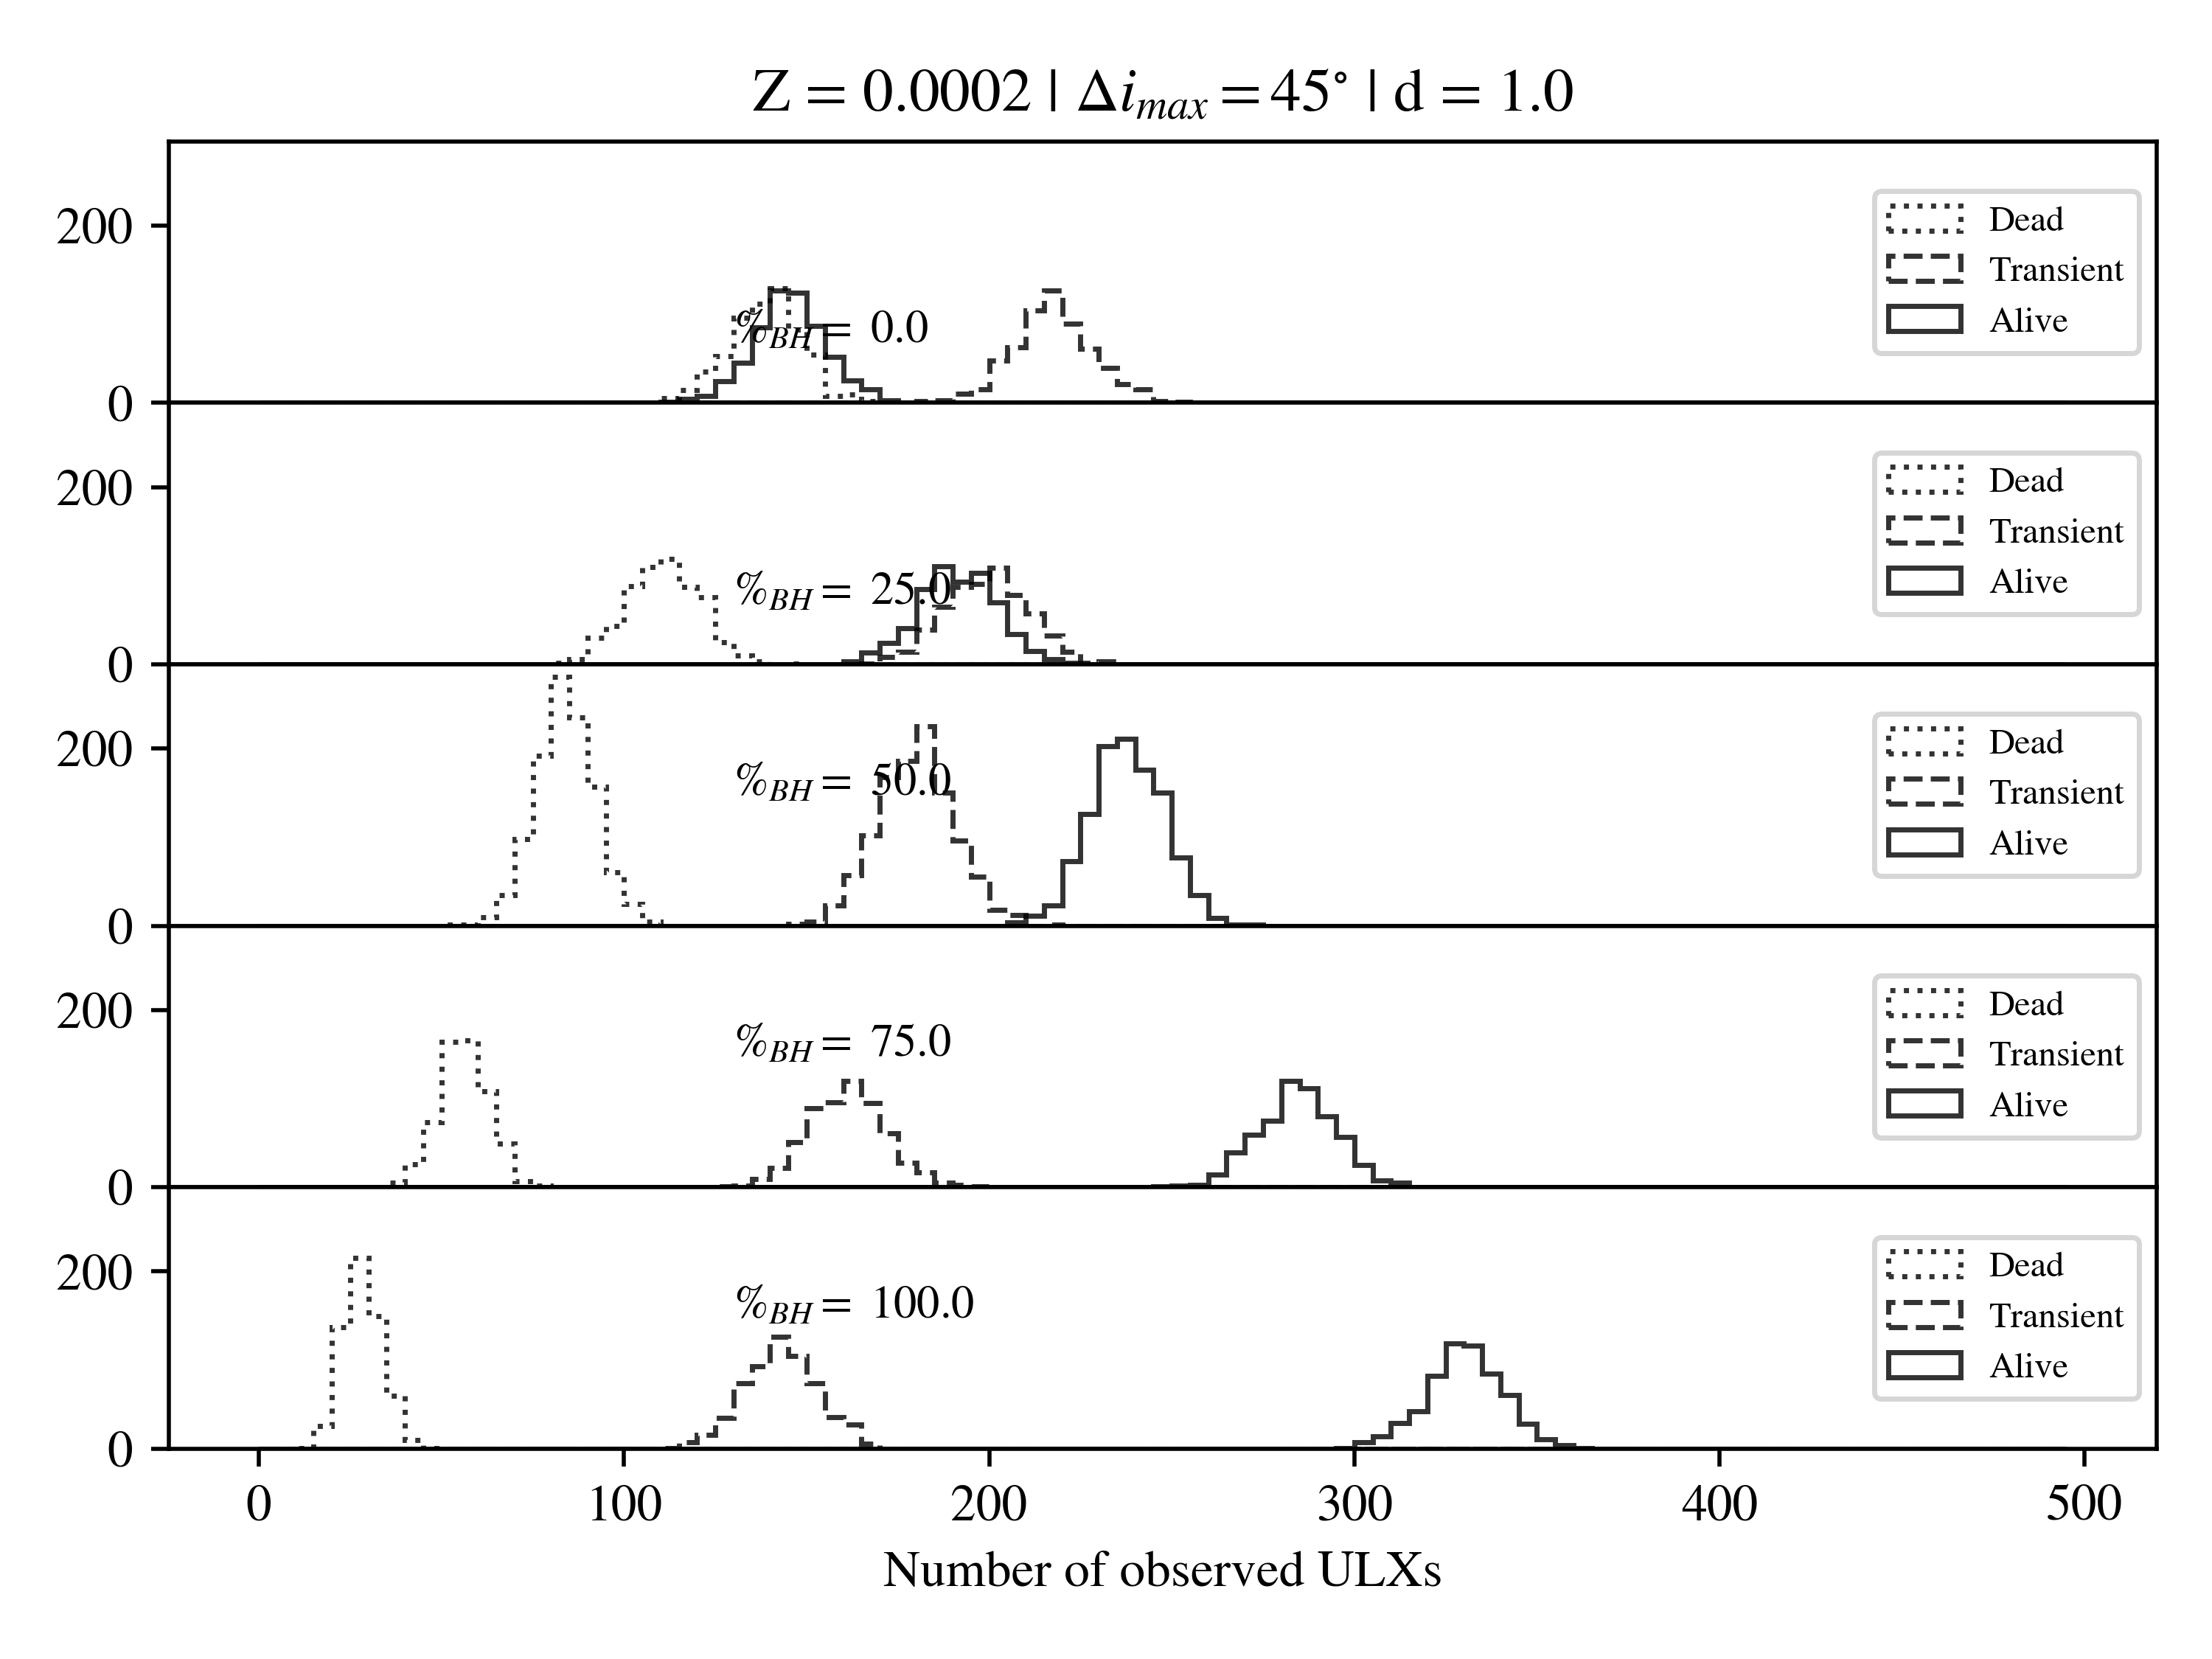 Z = 0.0002 | Δi_max = 45° | d = 1.0
200
0
%_BH = 0.0
Dead
Transient
Alive
200
0
%_BH = 25.0
Dead
Transient
Alive
200
0
%_BH = 50.0
Dead
Transient
Alive
200
0
%_BH = 75.0
Dead
Transient
Alive
200
0
%_BH = 100.0
Dead
Transient
Alive
0 100 200 300 400 500
Number of observed ULXs